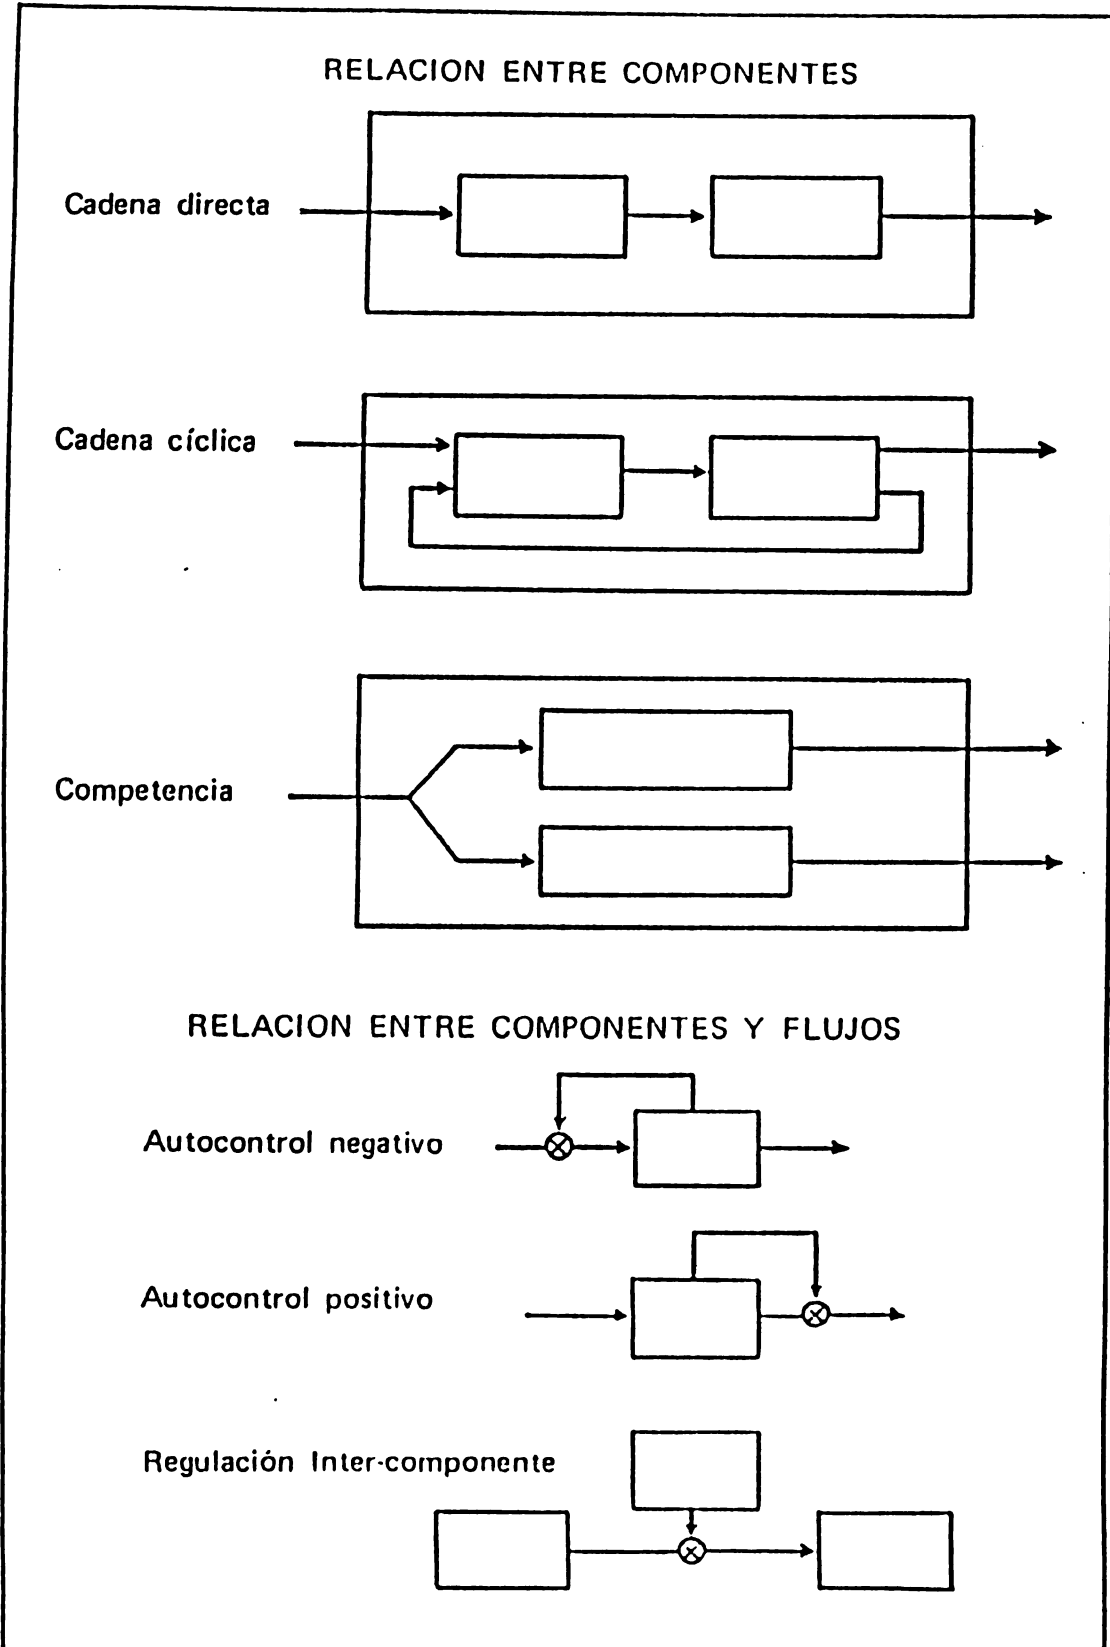 RELACION ENTRE COMPONENTES
Cadena directa
Cadena cíclica
Competencia
RELACION ENTRE COMPONENTES Y FLUJOS
Autocontrol negativo
Autocontrol positivo
Regulación Inter-componente